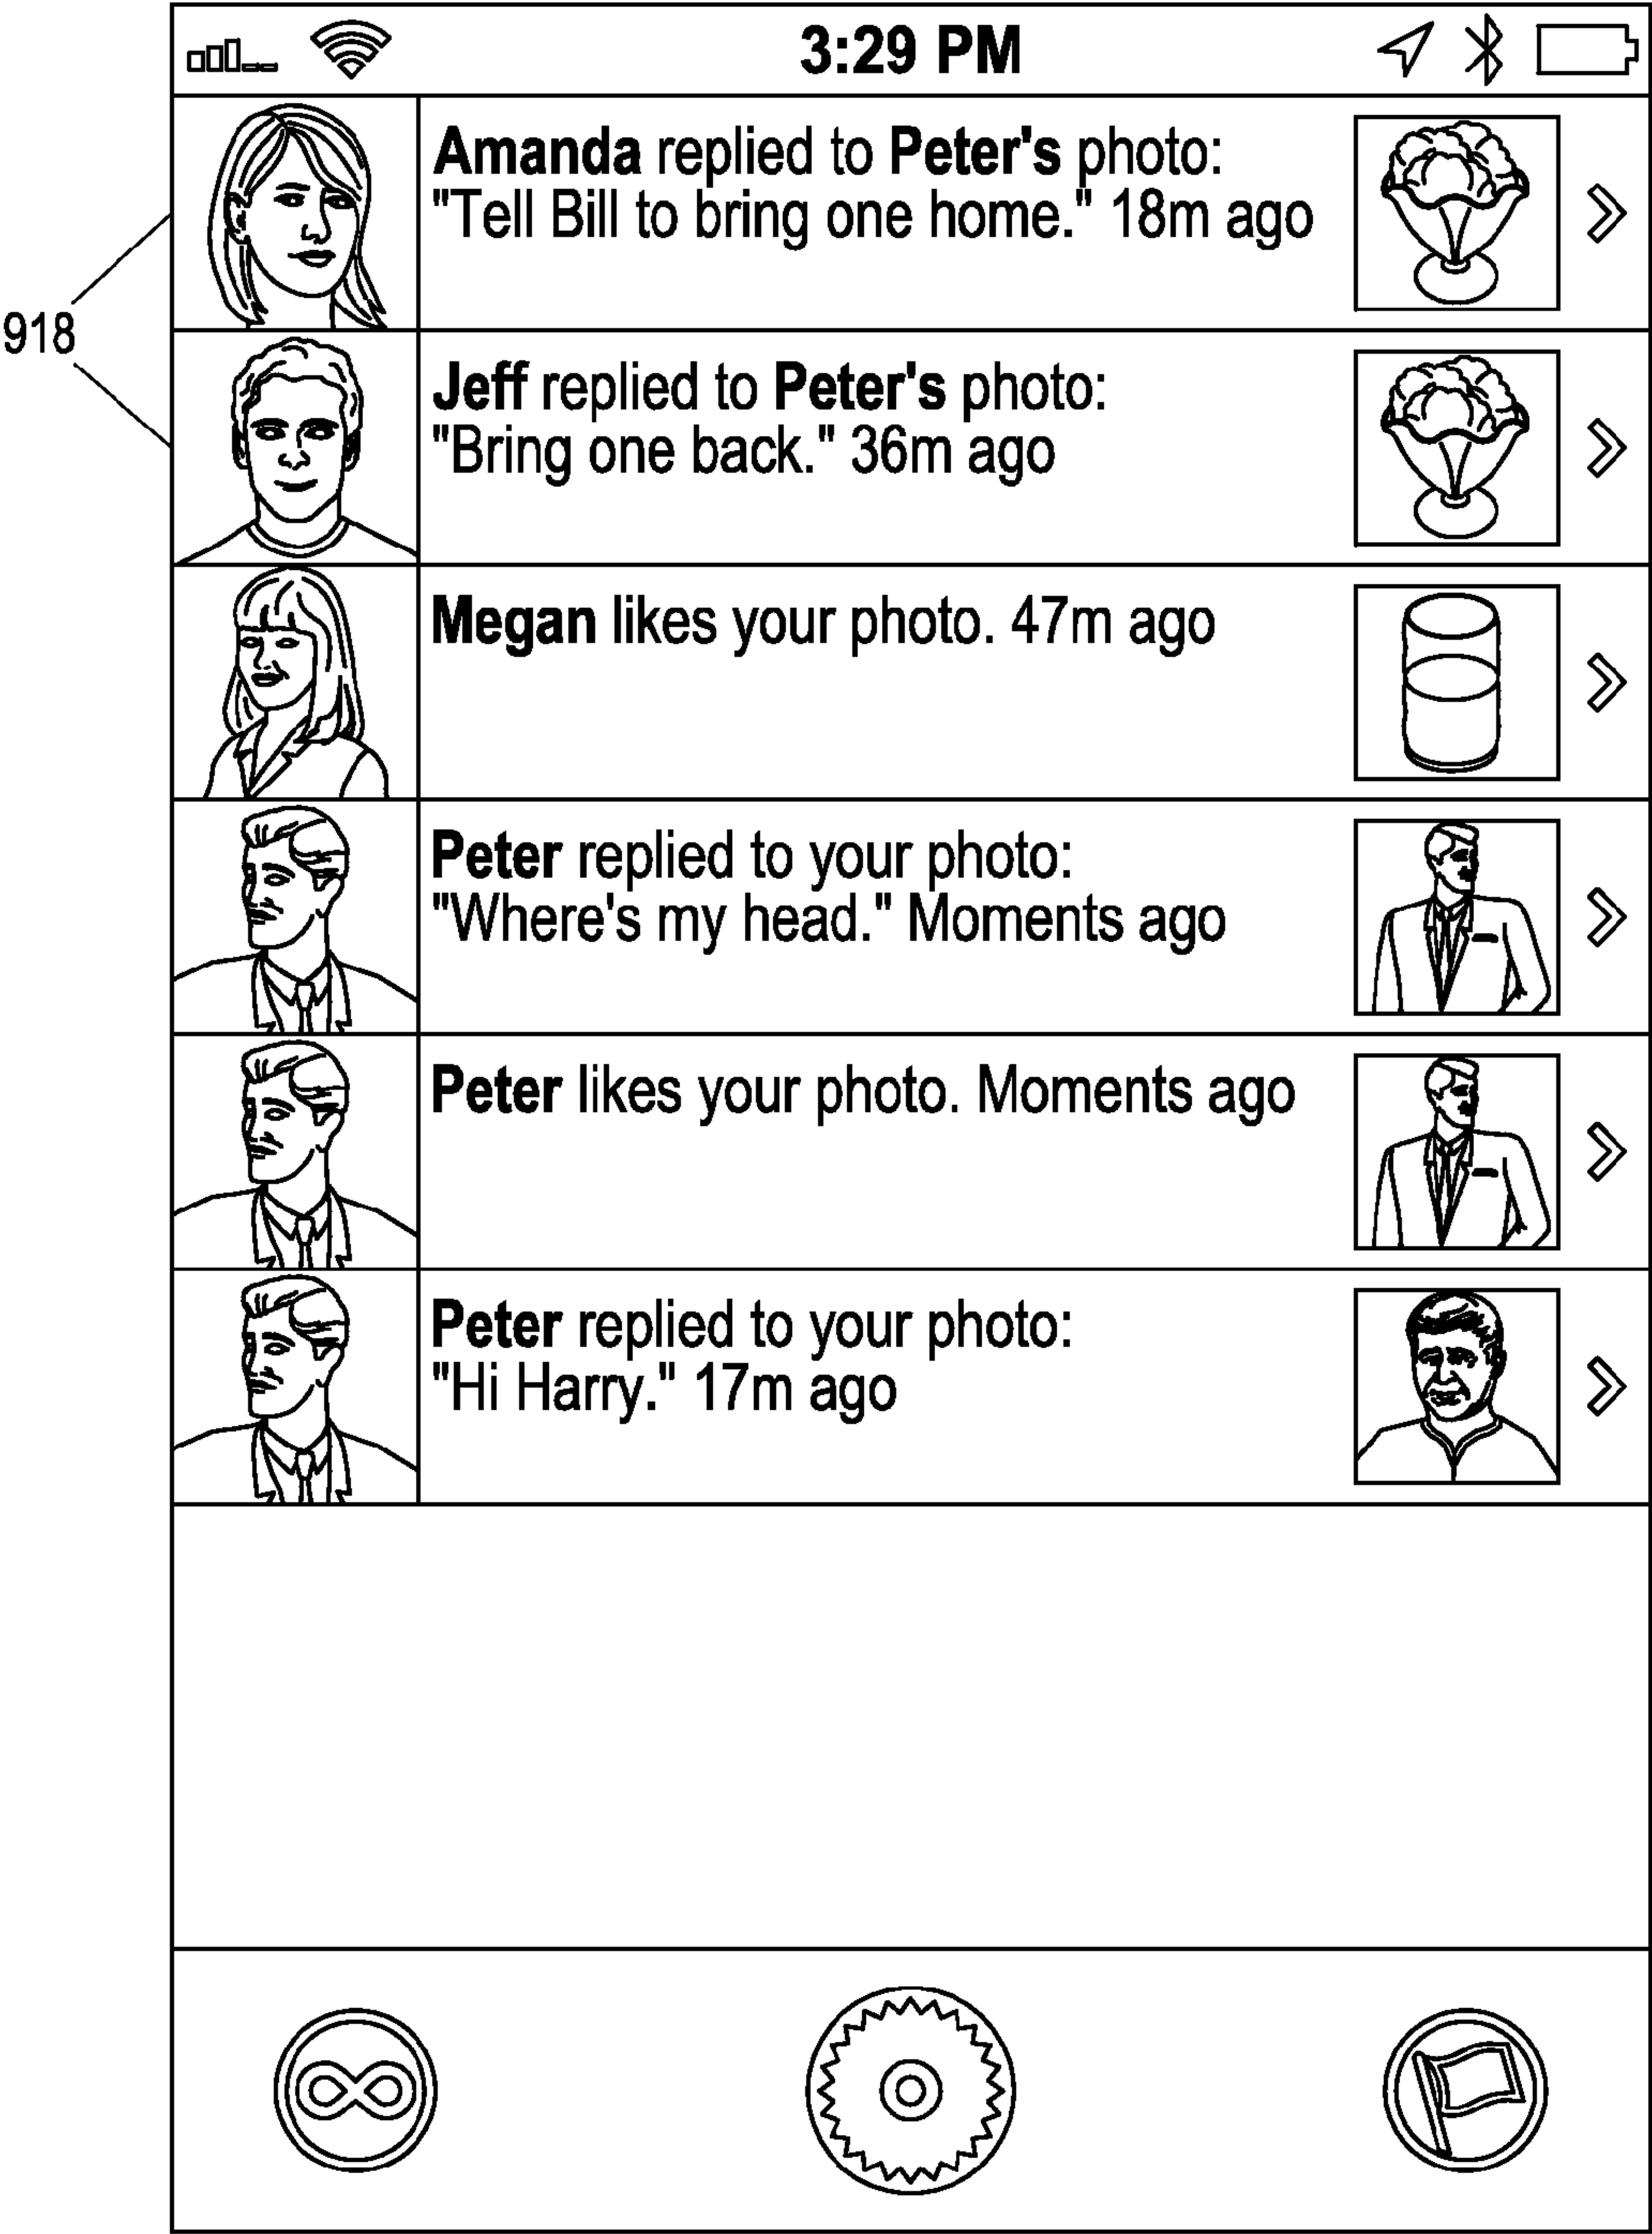 3:29 PM
Amanda replied to Peter's photo:
"Tell Bill to bring one home." 18m ago
918
Jeff replied to Peter's photo:
"Bring one back." 36m ago
Megan likes your photo. 47m ago
Peter replied to your photo:
"Where's my head." Moments ago
Peter likes your photo. Moments ago
Peter replied to your photo:
"Hi Harry." 17m ago